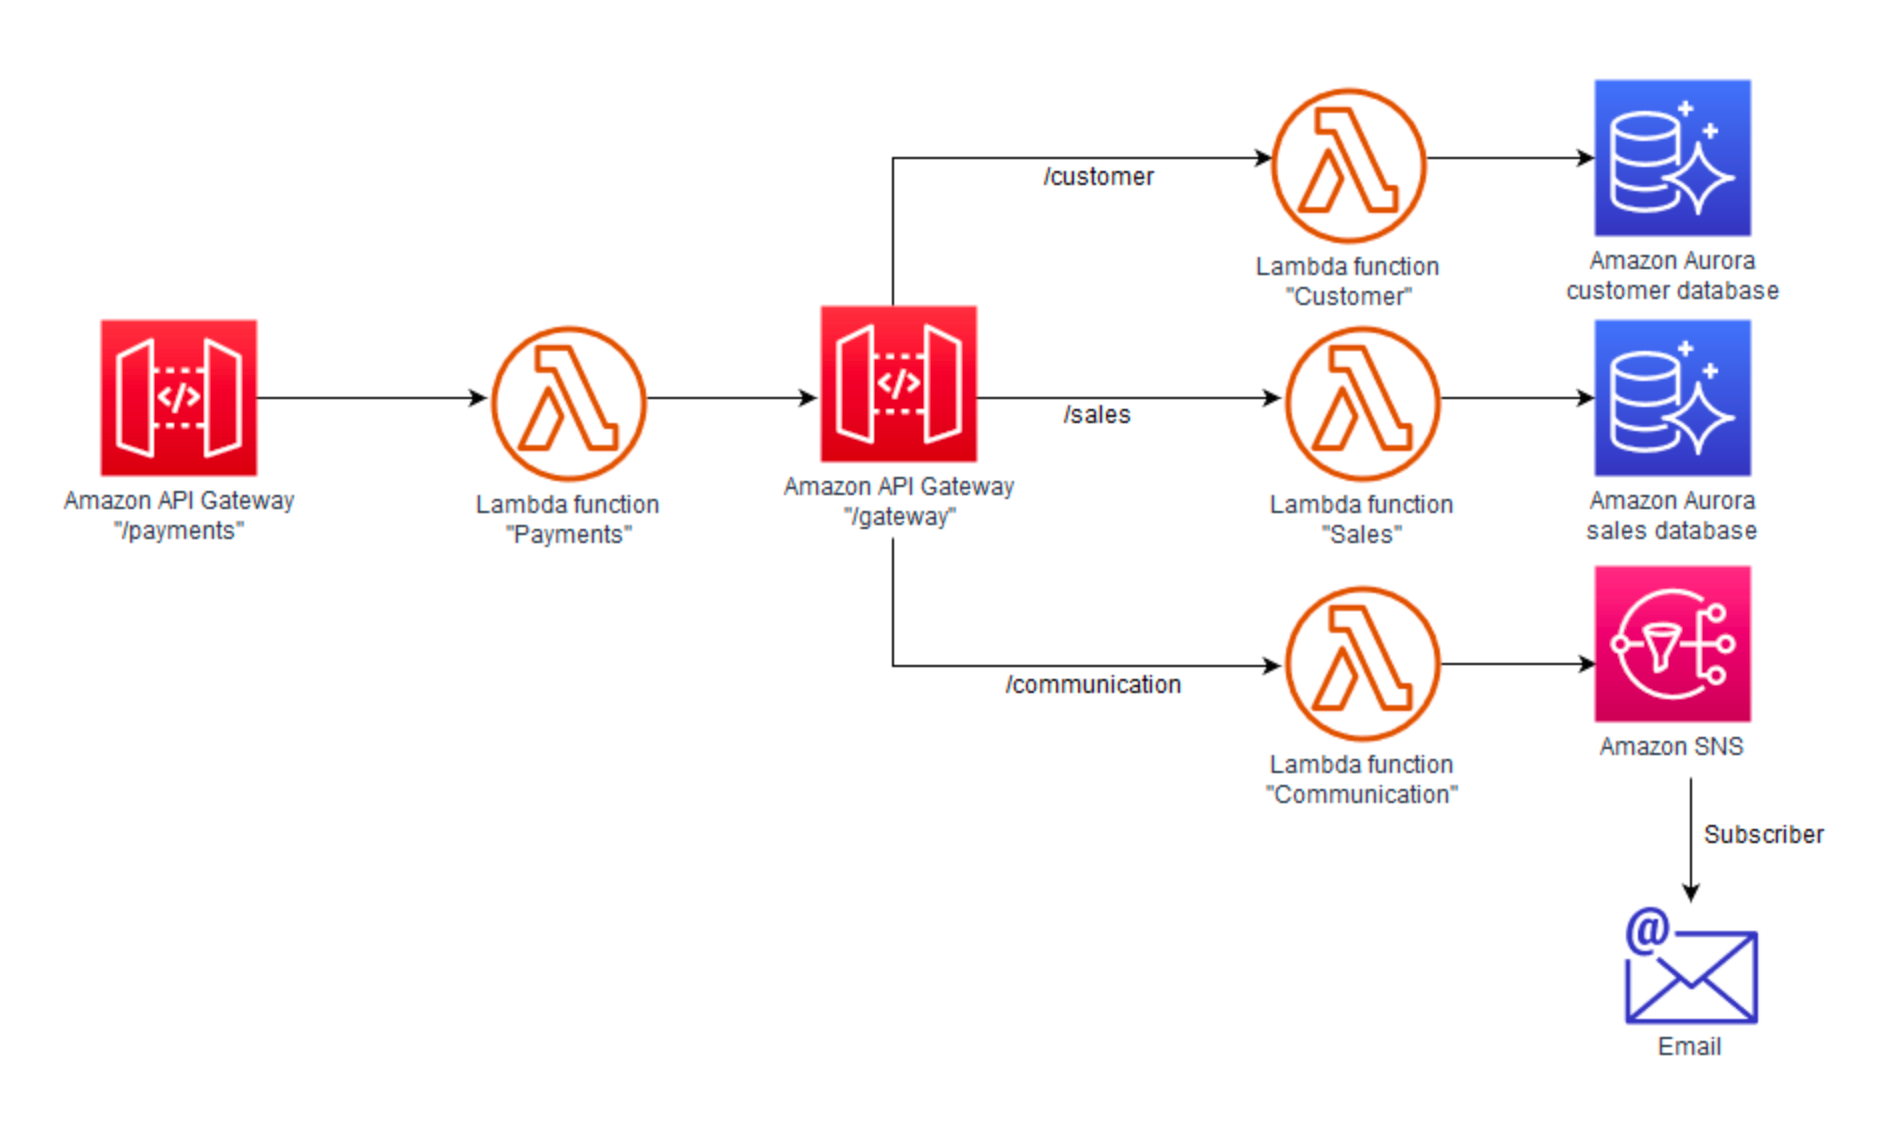 /customer
Lambda function
"Customer"
Amazon Aurora
customer database
Amazon API Gateway
"/payments"
Lambda function
"Payments"
Amazon API Gateway
"/gateway"
/sales
Lambda function
"Sales"
Amazon Aurora
sales database
/communication
Lambda function
"Communication"
Amazon SNS
Subscriber
@
Email